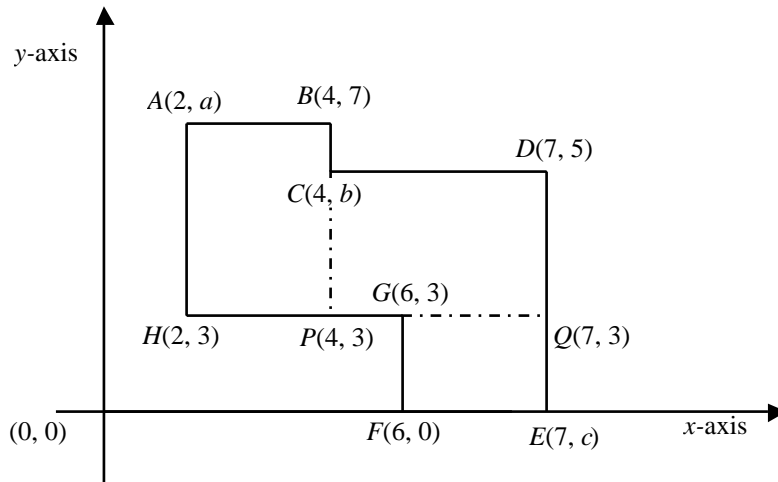 y-axis
A(2, a)
B(4, 7)
D(7, 5)
C(4, b)
G(6, 3)
H(2, 3)
P(4, 3)
Q(7, 3)
(0, 0)
F(6, 0)
E(7, c)
x-axis